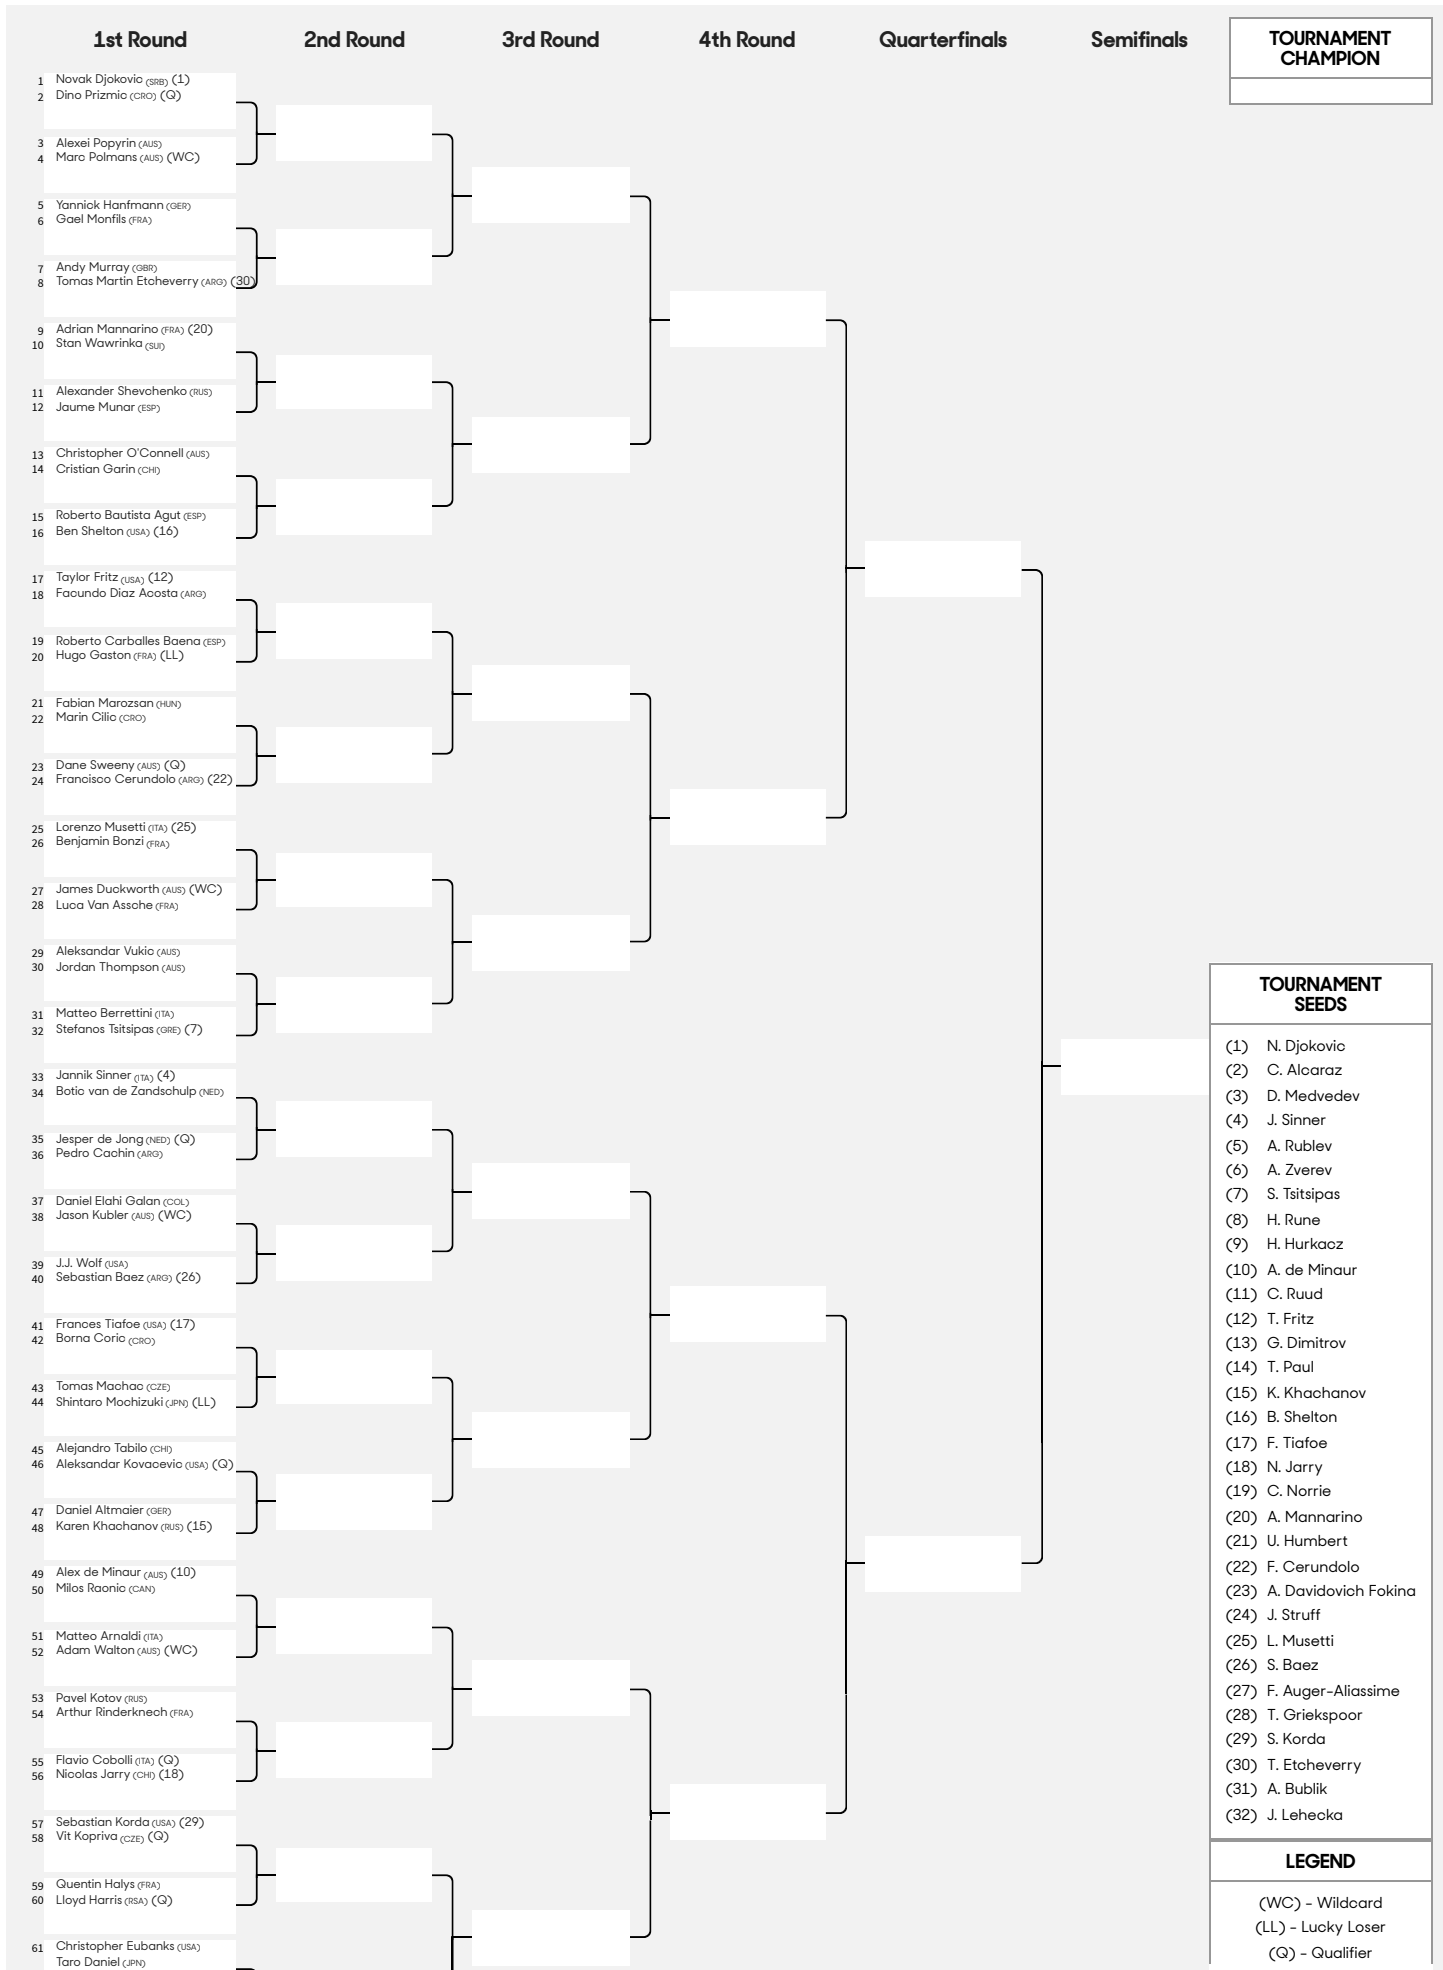 1st Round
2nd Round
3rd Round
4th Round
Quarterfinals
Semifinals
TOURNAMENT
CHAMPION
1 Novak Djokovic (SRB) (1)
2 Dino Prizmic (CRO) (Q)
3 Alexei Popyrin (AUS)
4 Marc Polmans (AUS) (WC)
5 Yannick Hanfmann (GER)
6 Gael Monfils (FRA)
7 Andy Murray (GBR)
8 Tomas Martin Etcheverry (ARG) (30)
9 Adrian Mannarino (FRA) (20)
10 Stan Wawrinka (SUI)
11 Alexander Shevchenko (RUS)
12 Jaume Munar (ESP)
13 Christopher O'Connell (AUS)
14 Cristian Garin (CHI)
15 Roberto Bautista Agut (ESP)
16 Ben Shelton (USA) (16)
17 Taylor Fritz (USA) (12)
18 Facundo Diaz Acosta (ARG)
19 Roberto Carballes Baena (ESP)
20 Hugo Gaston (FRA) (LL)
21 Fabian Marozsan (HUN)
22 Marin Cilic (CRO)
23 Dane Sweeny (AUS) (Q)
24 Francisco Cerundolo (ARG) (22)
25 Lorenzo Musetti (ITA) (25)
26 Benjamin Bonzi (FRA)
27 James Duckworth (AUS) (WC)
28 Luca Van Assche (FRA)
29 Aleksandar Vukic (AUS)
30 Jordan Thompson (AUS)
31 Matteo Berrettini (ITA)
32 Stefanos Tsitsipas (GRE) (7)
33 Jannik Sinner (ITA) (4)
34 Botic van de Zandschulp (NED)
35 Jesper de Jong (NED) (Q)
36 Pedro Cachin (ARG)
37 Daniel Elahi Galan (COL)
38 Jason Kubler (AUS) (WC)
39 J.J. Wolf (USA)
40 Sebastian Baez (ARG) (26)
41 Frances Tiafoe (USA) (17)
42 Borna Coric (CRO)
43 Tomas Machac (CZE)
44 Shintaro Mochizuki (JPN) (LL)
45 Alejandro Tabilo (CHI)
46 Aleksandar Kovacevic (USA) (Q)
47 Daniel Altmaier (GER)
48 Karen Khachanov (RUS) (15)
49 Alex de Minaur (AUS) (10)
50 Milos Raonic (CAN)
51 Matteo Arnaldi (ITA)
52 Adam Walton (AUS) (WC)
53 Pavel Kotov (RUS)
54 Arthur Rinderknech (FRA)
55 Flavio Cobolli (ITA) (Q)
56 Nicolas Jarry (CHI) (18)
57 Sebastian Korda (USA) (29)
58 Vit Kopriva (CZE) (Q)
59 Quentin Halys (FRA)
60 Lloyd Harris (RSA) (Q)
61 Christopher Eubanks (USA)
Taro Daniel (JPN)
TOURNAMENT
SEEDS
(1) N. Djokovic
(2) C. Alcaraz
(3) D. Medvedev
(4) J. Sinner
(5) A. Rublev
(6) A. Zverev
(7) S. Tsitsipas
(8) H. Rune
(9) H. Hurkacz
(10) A. de Minaur
(11) C. Ruud
(12) T. Fritz
(13) G. Dimitrov
(14) T. Paul
(15) K. Khachanov
(16) B. Shelton
(17) F. Tiafoe
(18) N. Jarry
(19) C. Norrie
(20) A. Mannarino
(21) U. Humbert
(22) F. Cerundolo
(23) A. Davidovich Fokina
(24) J. Struff
(25) L. Musetti
(26) S. Baez
(27) F. Auger-Aliassime
(28) T. Griekspoor
(29) S. Korda
(30) T. Etcheverry
(31) A. Bublik
(32) J. Lehecka
LEGEND
(WC) - Wildcard
(LL) - Lucky Loser
(Q) - Qualifier